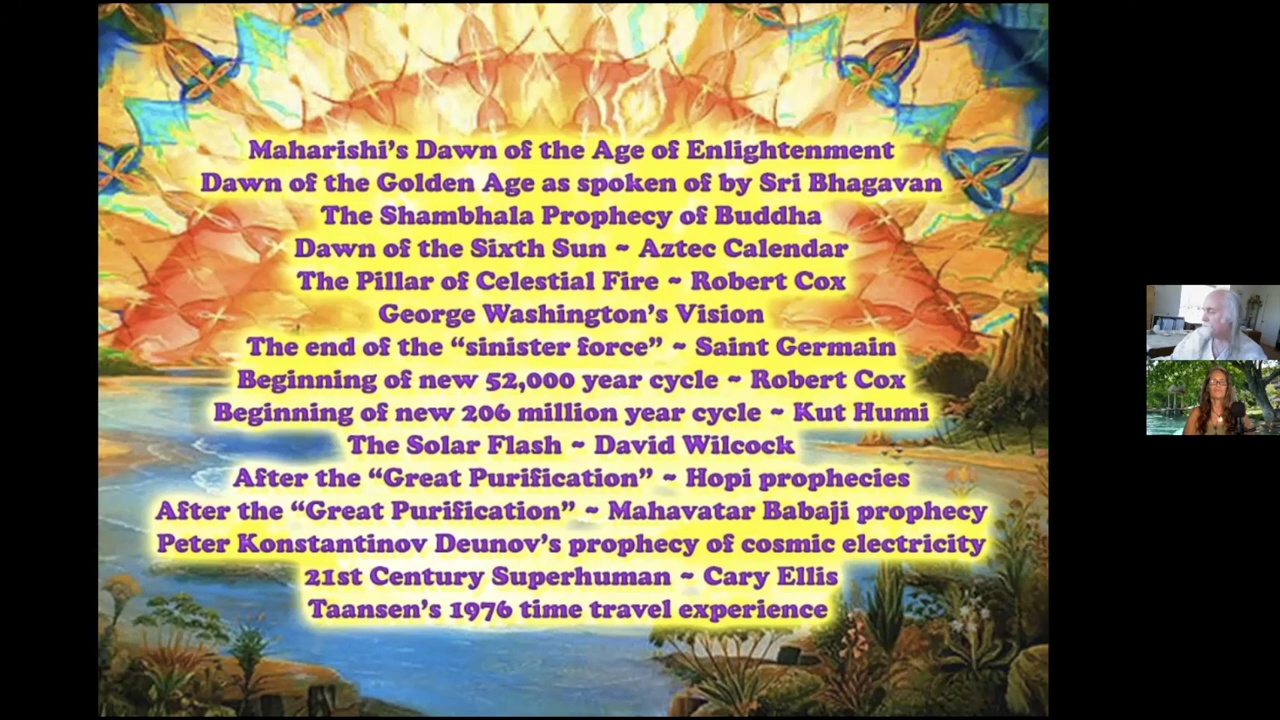 Maharishi's Dawn of the Age of Enlightenment
Dawn of the Golden Age as spoken of by Sri Bhagavan
The Shambhala Prophecy of Buddha
Dawn of the Sixth Sun ~ Aztec Calendar
The Pillar of Celestial Fire ~ Robert Cox
George Washington's Vision
The end of the “sinister force” ~ Saint Germain
Beginning of new 52,000 year cycle ~ Robert Cox
Beginning of new 206 million year cycle ~ Kut Humi
The Solar Flash ~ David Wilcock
After the “Great Purification” ~ Hopi prophecies
After the “Great Purification” ~ Mahavatar Babaji prophecy
Peter Konstantinov Deunov's prophecy of cosmic electricity
21st Century Superhuman ~ Cary Ellis
Taansen's 1976 time travel experience